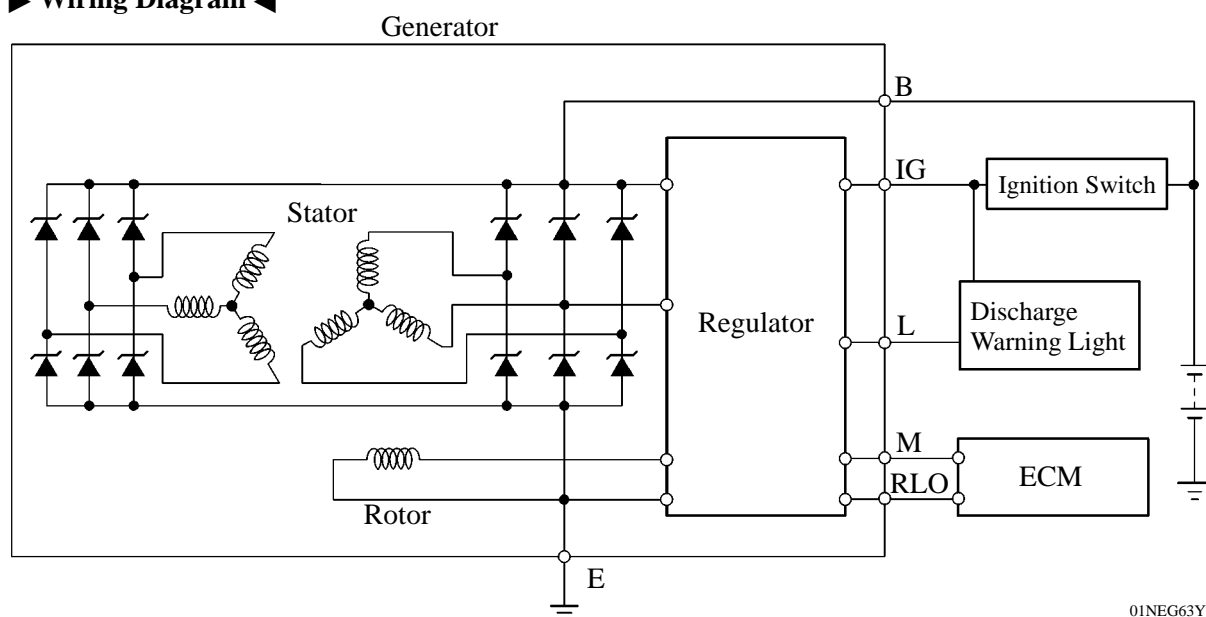 ▶ Wiring Diagram ◀
Generator
B
IG
Ignition Switch
Stator
Regulator
L
Discharge
Warning Light
M
RLO
ECM
Rotor
E
01NEG63Y